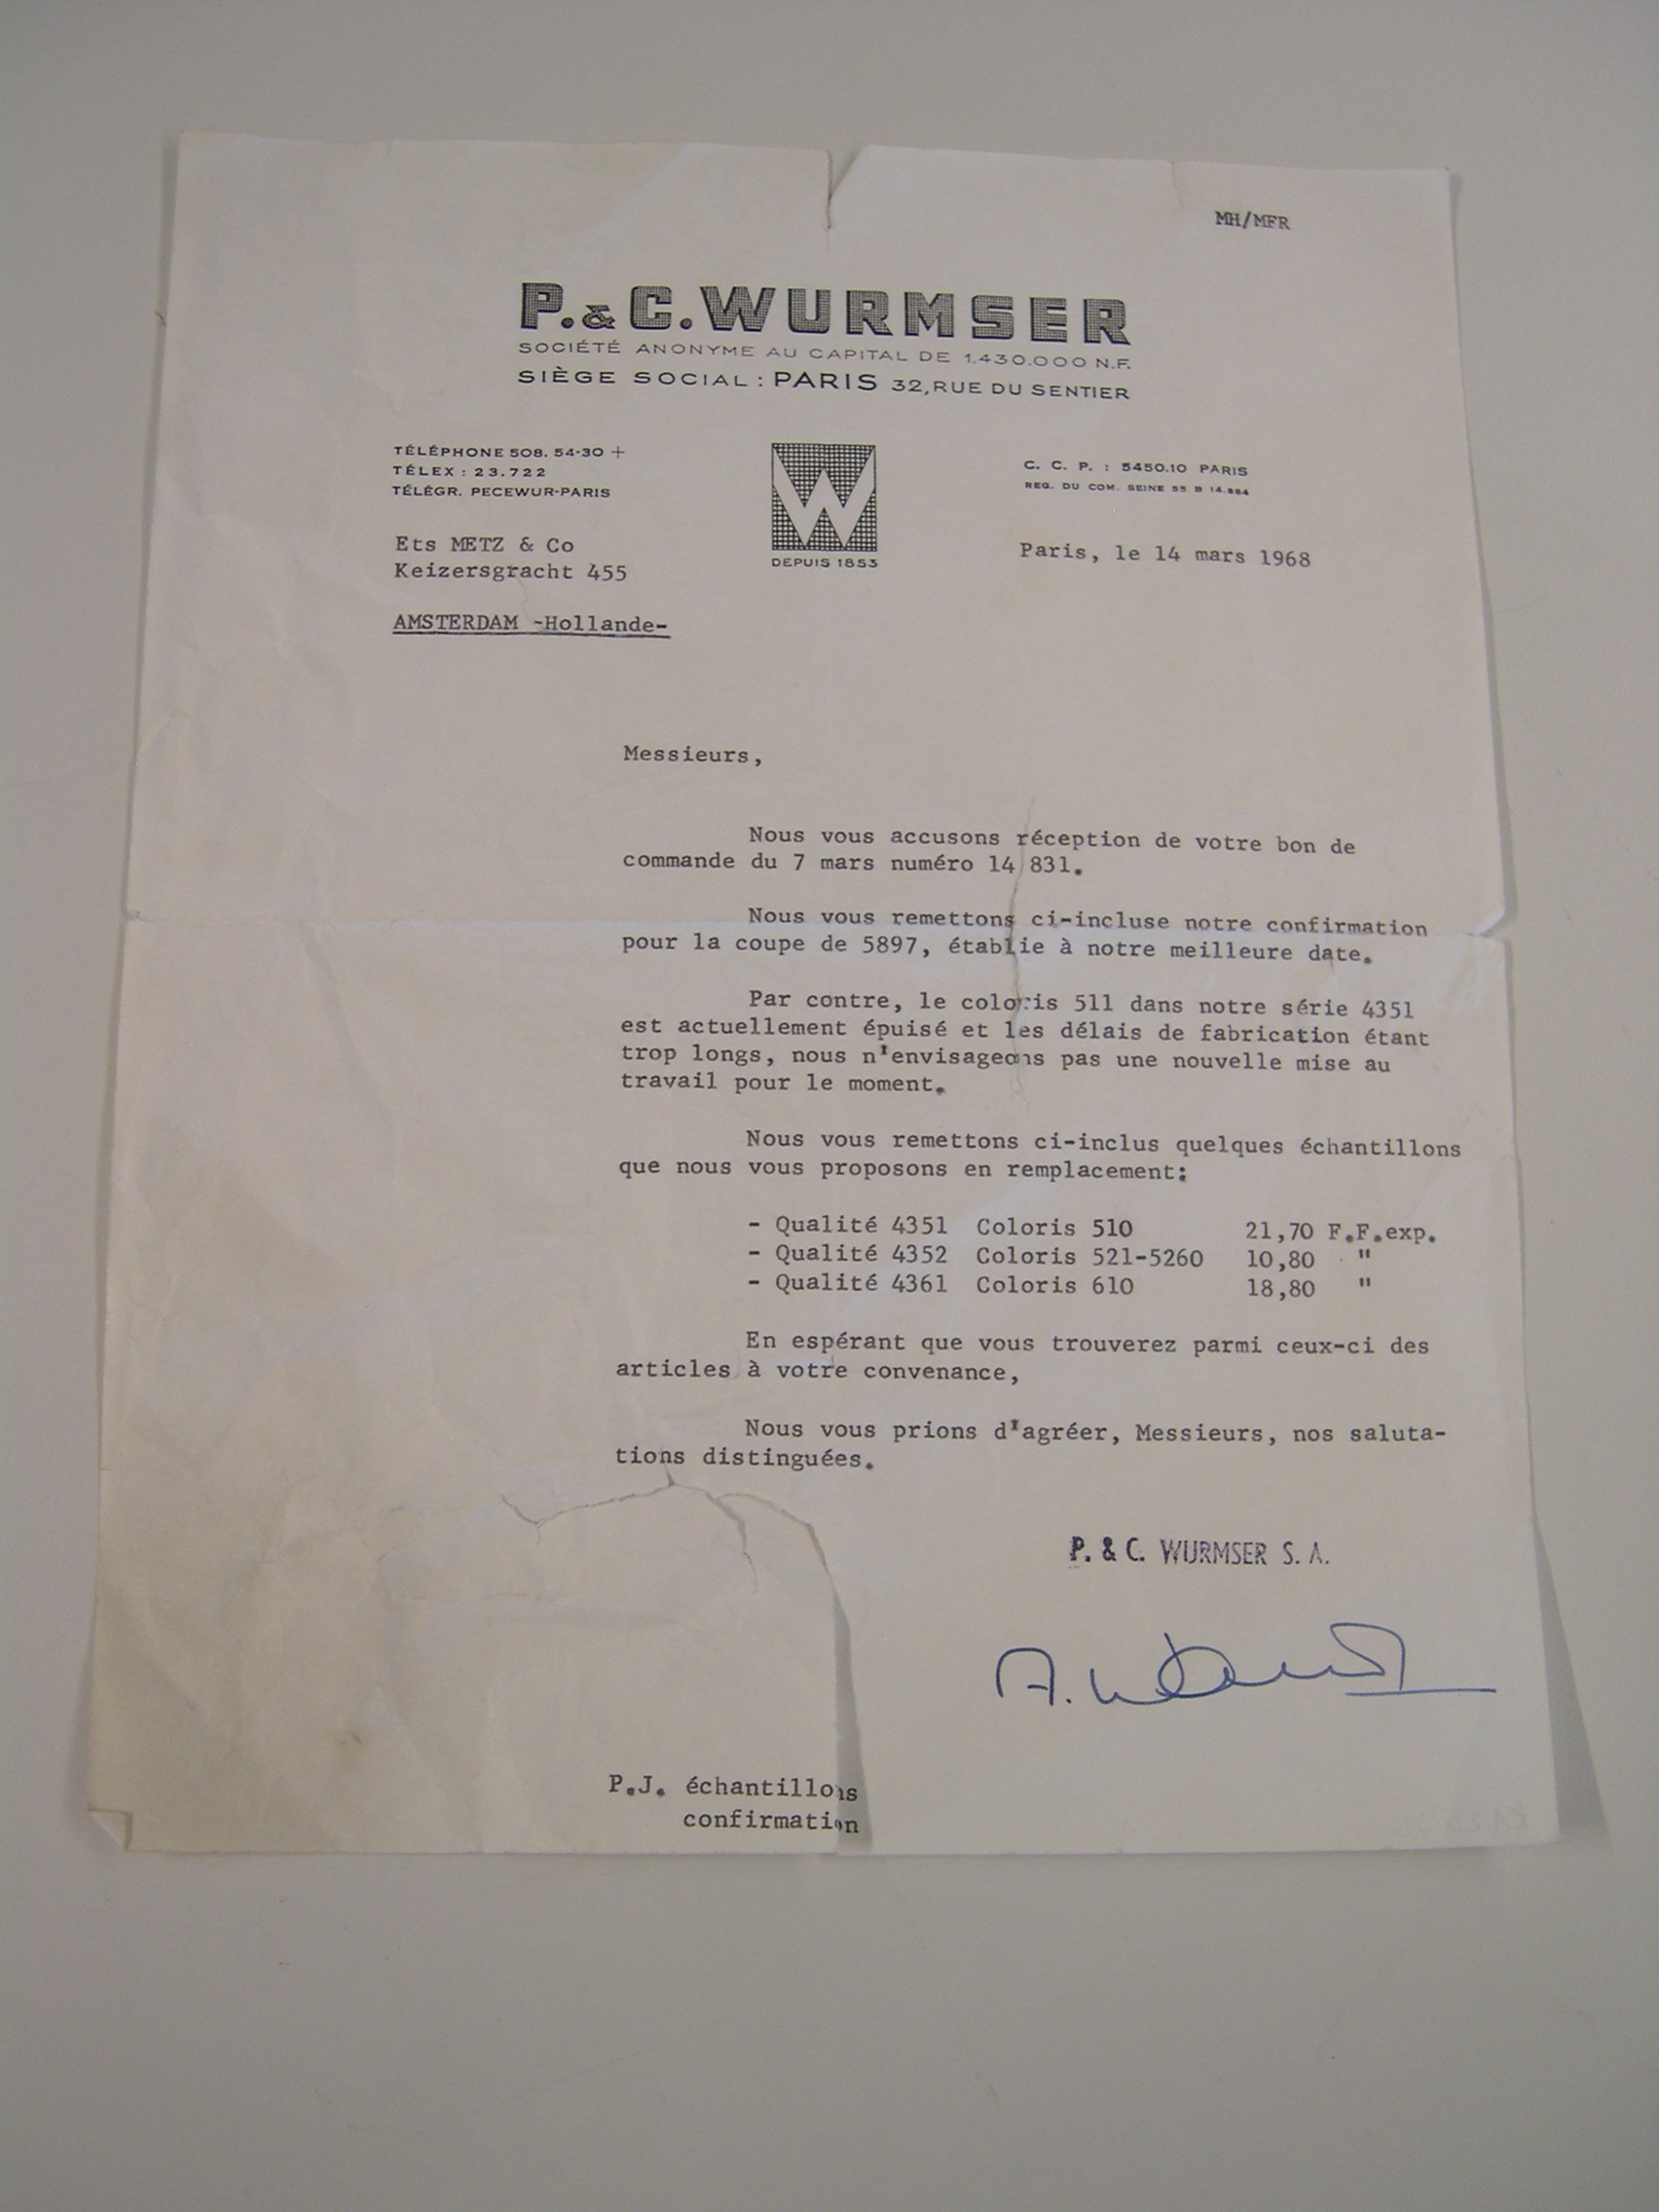 MH/MFR
P. & C. WURMSER
SOCIÉTÉ ANONYME AU CAPITAL DE 1.430.000 N.F.
SIÈGE SOCIAL : PARIS 32, RUE DU SENTIER
TÉLÉPHONE 508. 54-30 +
TÉLEX : 23.722
TÉLÉGR. PECEWUR-PARIS
W
DEPUIS 1853
C. C. P. : 5450.10 PARIS
REG. DU COM. SEINE 55 B 14.864
Ets METZ & Co
Keizersgracht 455
AMSTERDAM -Hollande-
Paris, le 14 mars 1968
Messieurs,
Nous vous accusons réception de votre bon de
commande du 7 mars numéro 14 831.
Nous vous remettons ci-incluse notre confirmation
pour la coupe de 5897, établie à notre meilleure date.
Par contre, le coloris 511 dans notre série 4351
est actuellement épuisé et les délais de fabrication étant
trop longs, nous n'envisageons pas une nouvelle mise au
travail pour le moment.
Nous vous remettons ci-inclus quelques échantillons
que nous vous proposons en remplacement:
- Qualité 4351 Coloris 510 21,70 F.F.exp.
- Qualité 4352 Coloris 521-5260 10,80 "
- Qualité 4361 Coloris 610 18,80 "
En espérant que vous trouverez parmi ceux-ci des
articles à votre convenance,
Nous vous prions d'agréer, Messieurs, nos saluta-
tions distinguées.
P. & C. WURMSER S. A.
P.J. échantillons
confirmation